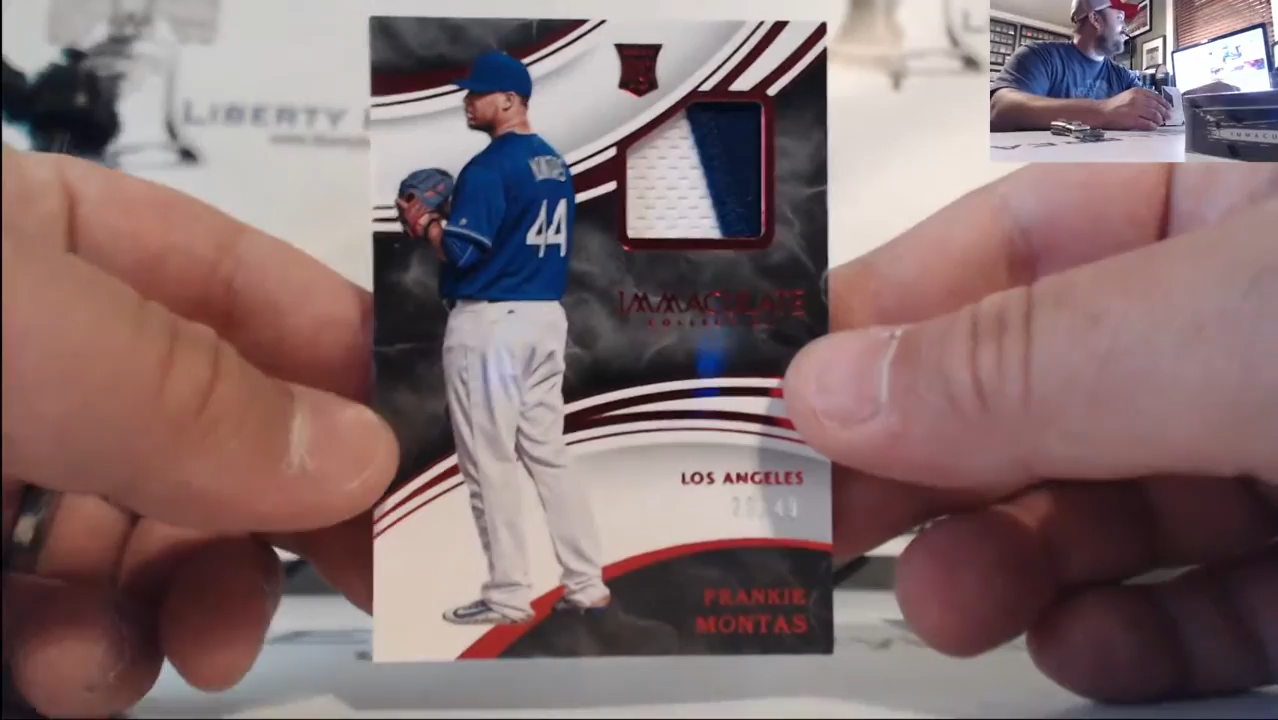 LIBERTY
44
IMMACULATE
COLLECTION
LOS ANGELES
FRANKIE
MONTAS